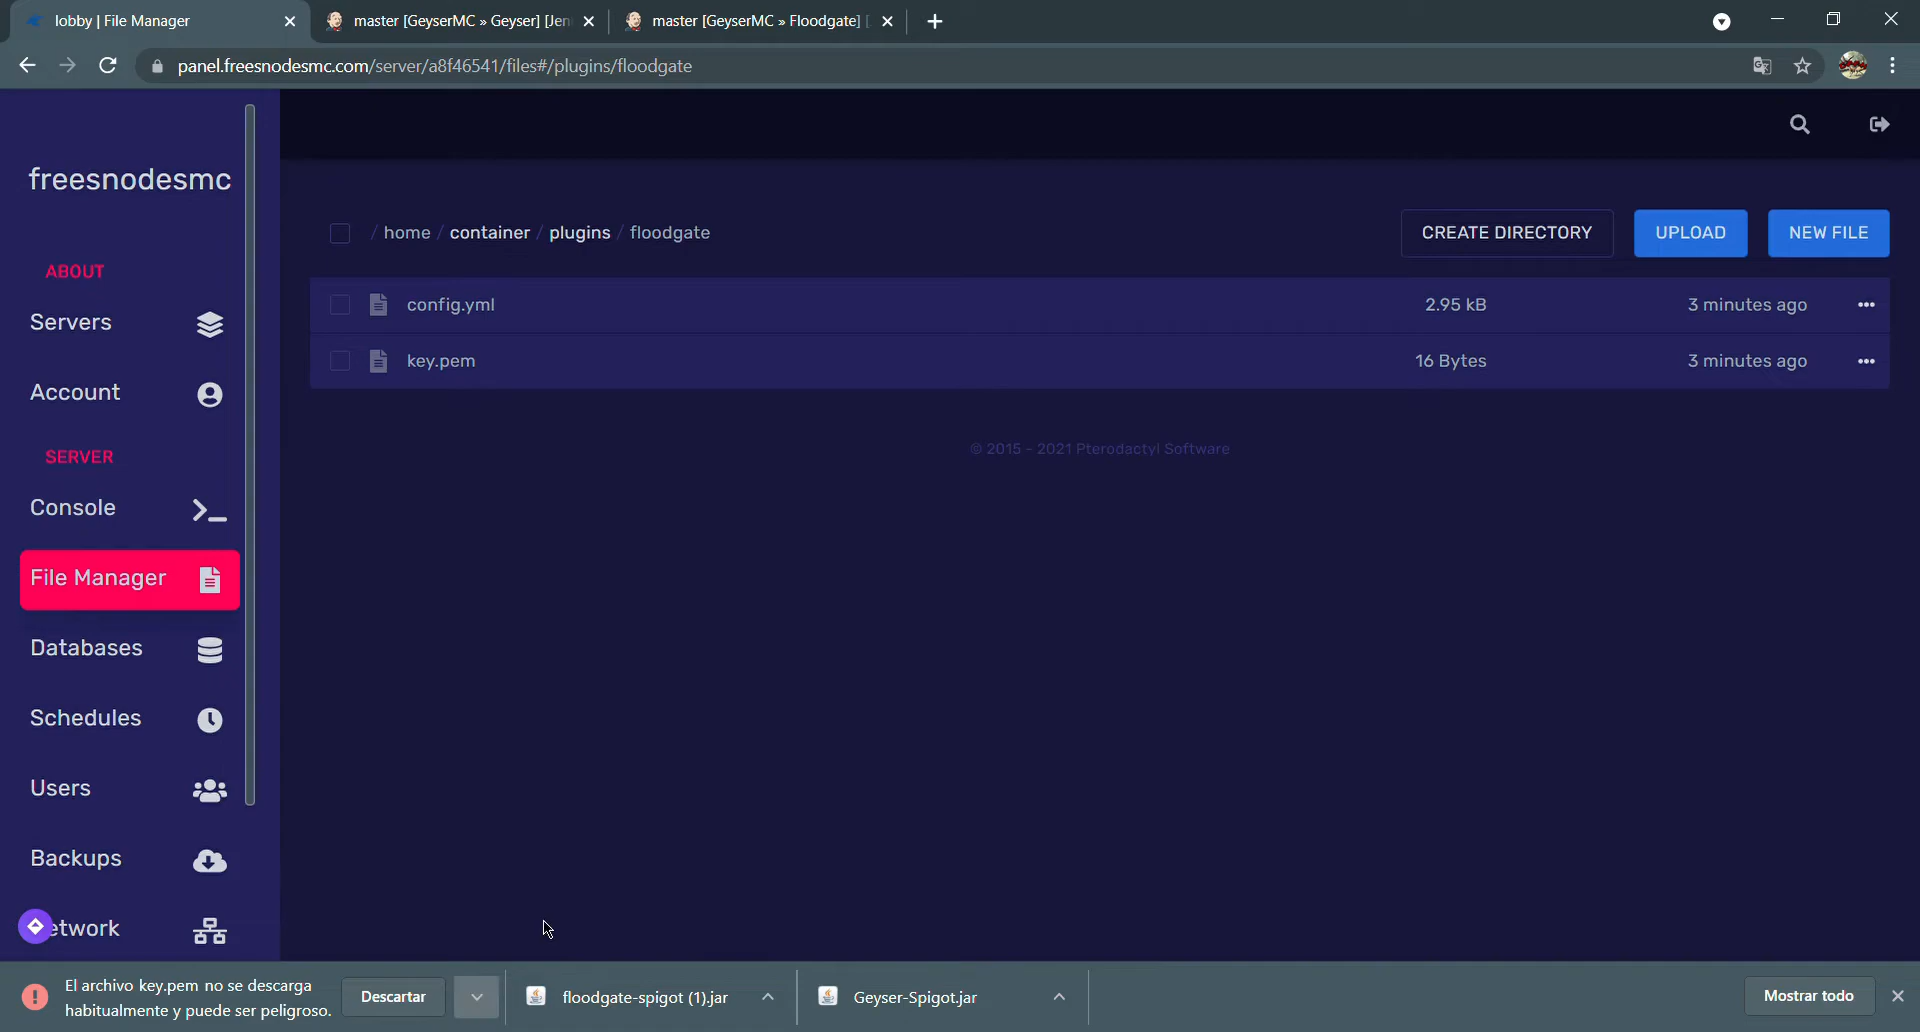 lobby | File Manager
master [GeyserMC » Geyser] [Jen
master [GeyserMC » Floodgate] [
panel.freesnodesmc.com/server/a8f46541/files#/plugins/floodgate
freesnodesmc
/ home / container / plugins / floodgate
CREATE DIRECTORY
UPLOAD
NEW FILE
ABOUT
Servers
Account
SERVER
Console
File Manager
Databases
Schedules
Users
Backups
etwork
config.yml
2.95 kB
3 minutes ago
key.pem
16 Bytes
3 minutes ago
© 2015 - 2021 Pterodactyl Software
El archivo key.pem no se descarga
habitualmente y puede ser peligroso.
Descartar
floodgate-spigot (1).jar
Geyser-Spigot.jar
Mostrar todo